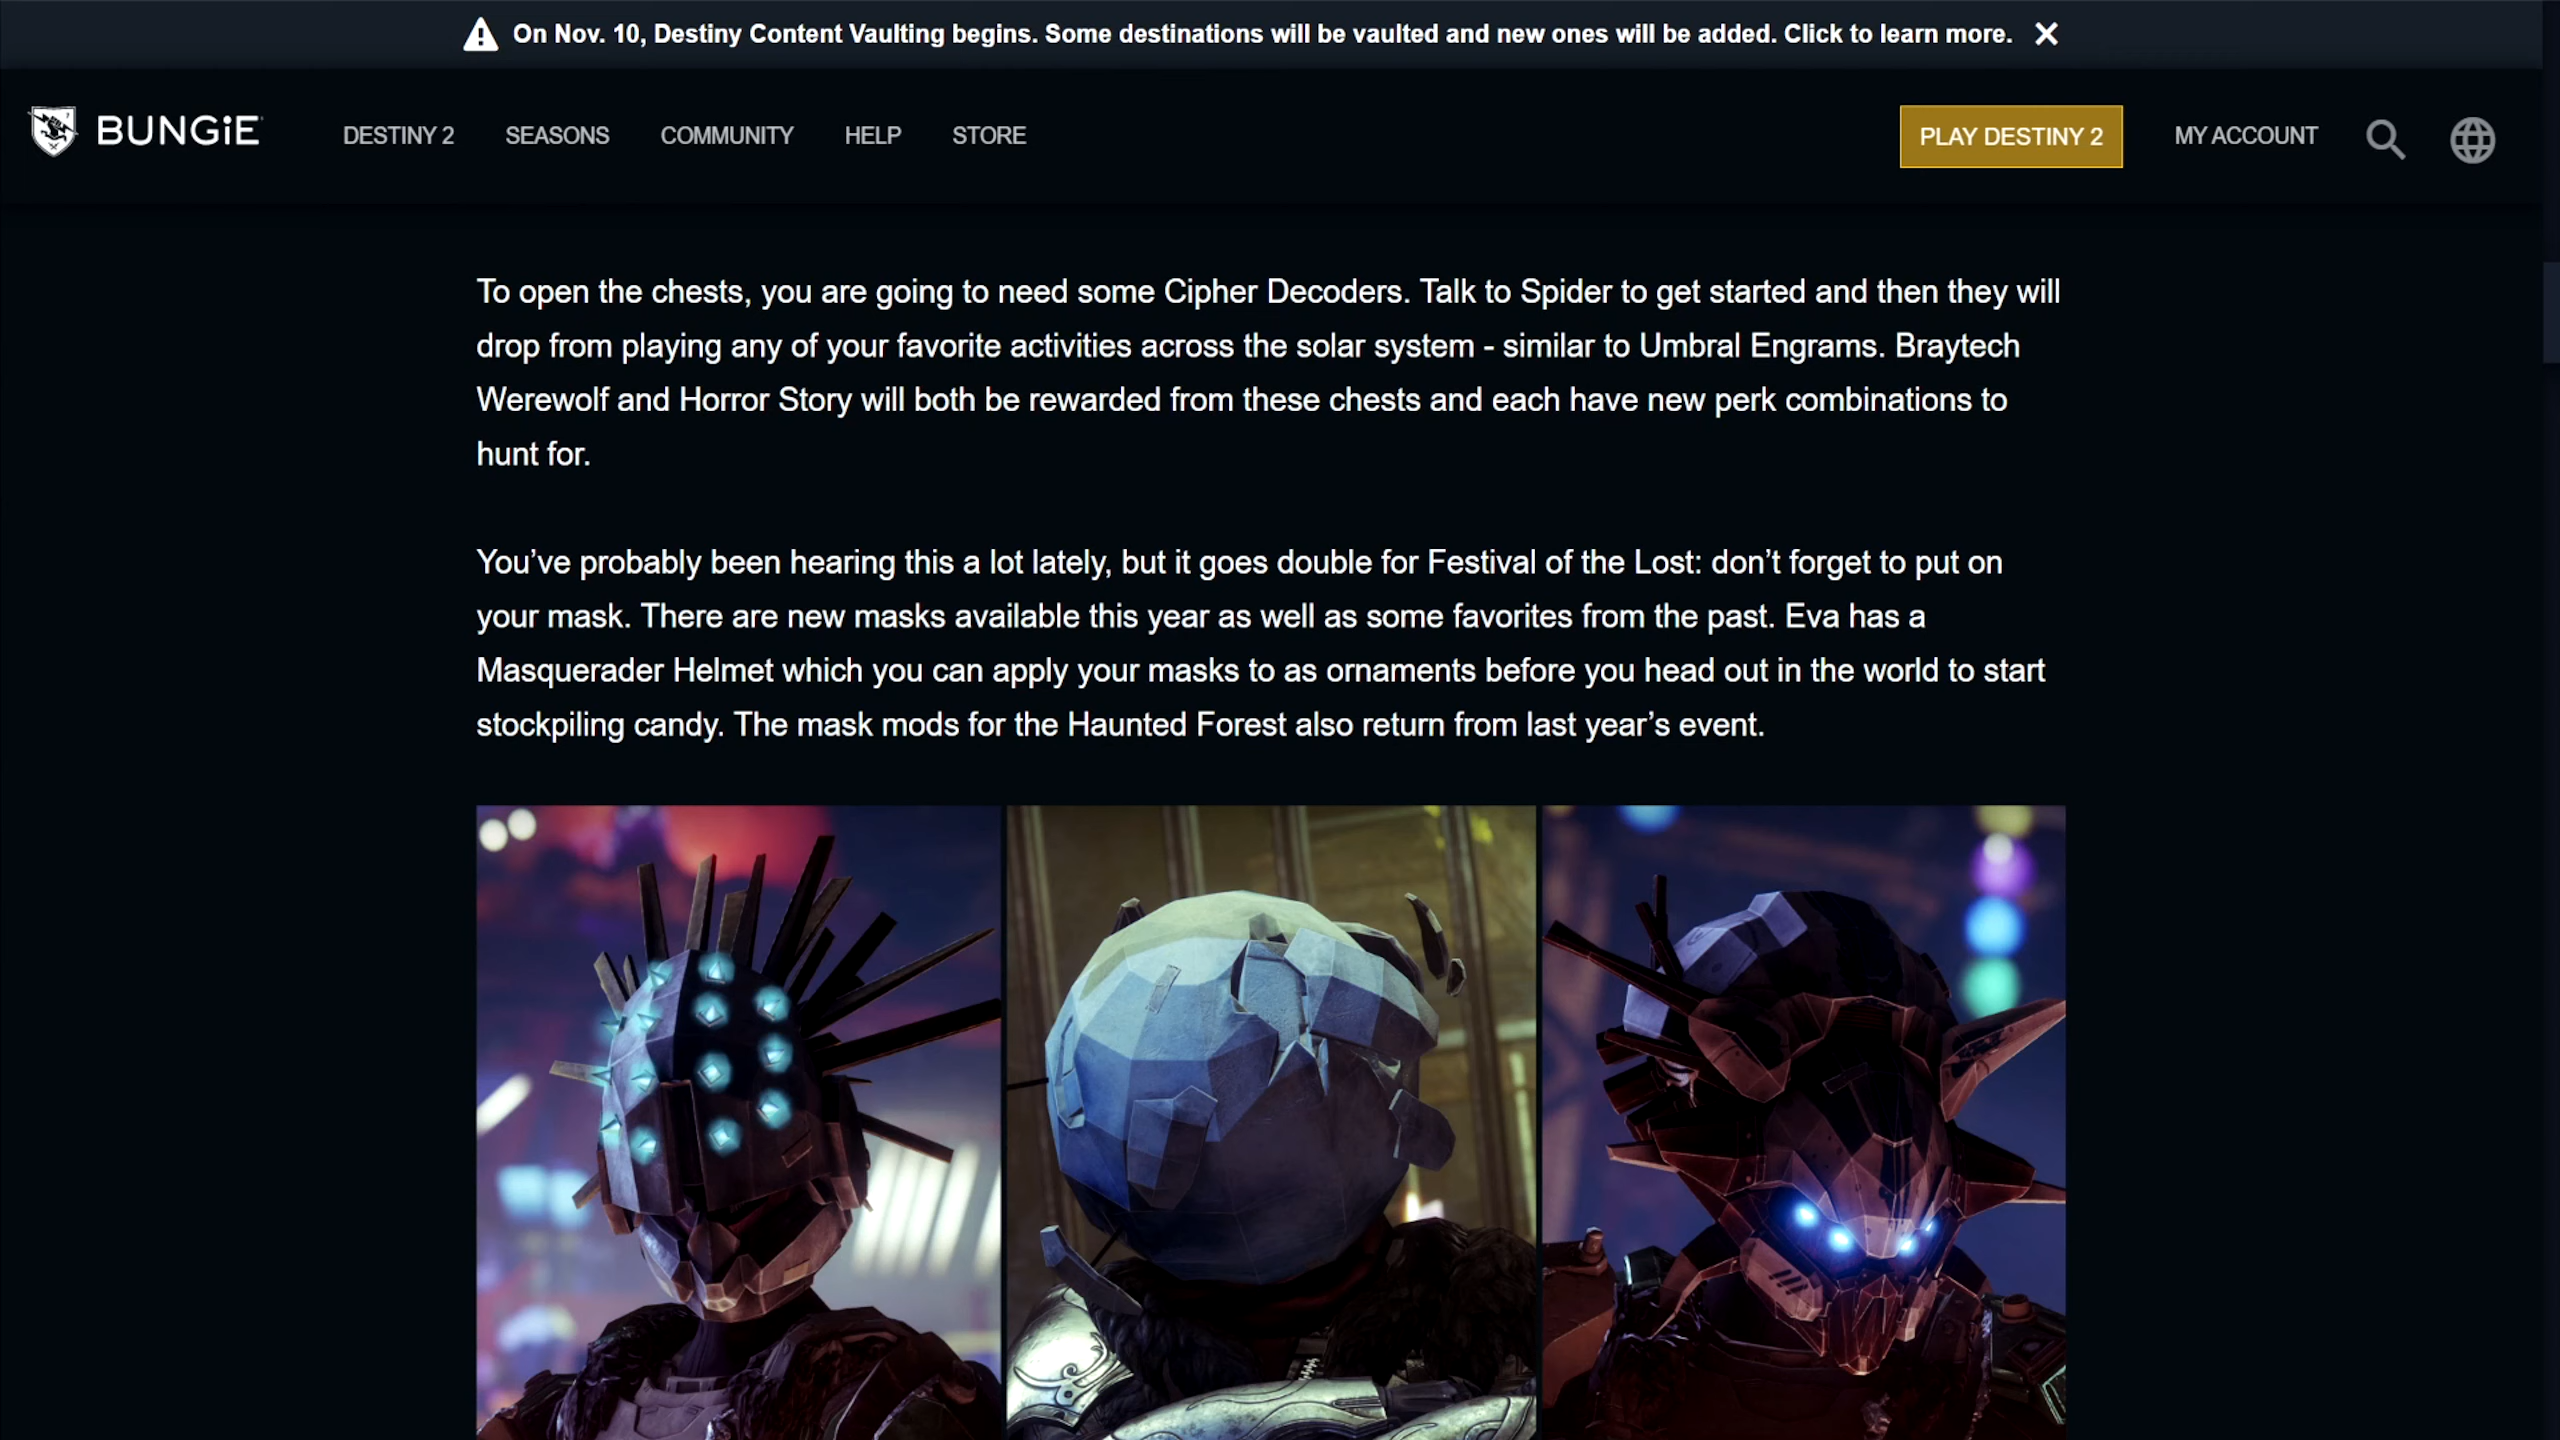 On Nov. 10, Destiny Content Vaulting begins. Some destinations will be vaulted and new ones will be added. Click to learn more.
BUNGiE DESTINY 2 SEASONS COMMUNITY HELP STORE PLAY DESTINY 2 MY ACCOUNT
To open the chests, you are going to need some Cipher Decoders. Talk to Spider to get started and then they will
drop from playing any of your favorite activities across the solar system - similar to Umbral Engrams. Braytech
Werewolf and Horror Story will both be rewarded from these chests and each have new perk combinations to
hunt for.
You’ve probably been hearing this a lot lately, but it goes double for Festival of the Lost: don’t forget to put on
your mask. There are new masks available this year as well as some favorites from the past. Eva has a
Masquerader Helmet which you can apply your masks to as ornaments before you head out in the world to start
stockpiling candy. The mask mods for the Haunted Forest also return from last year’s event.